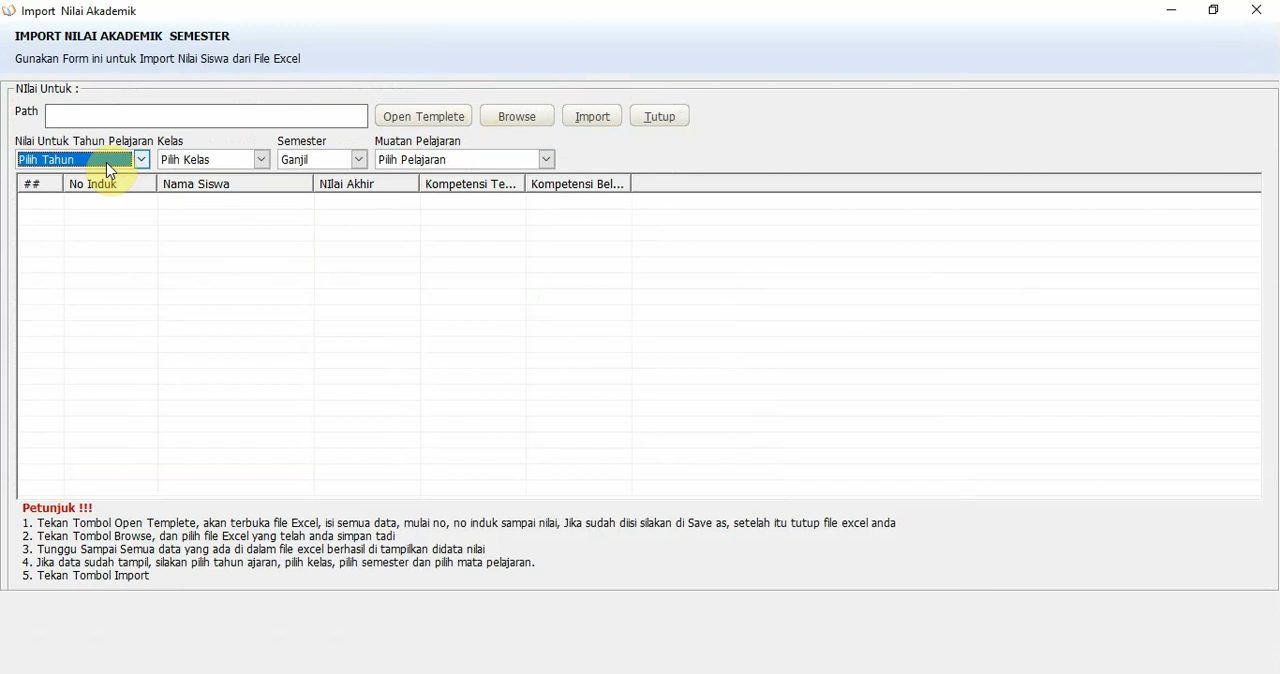 Import Nilai Akademik
IMPORT NILAI AKADEMIK SEMESTER
Gunakan Form ini untuk Import Nilai Siswa dari File Excel
NIlai Untuk :
Path Open Templete Browse Import Tutup
Nilai Untuk Tahun Pelajaran Kelas Semester Muatan Pelajaran
Pilih Tahun Pilih Kelas Ganjil Pilih Pelajaran
## No Induk Nama Siswa NIlai Akhir Kompetensi Te... Kompetensi Bel...
Petunjuk !!!
1. Tekan Tombol Open Templete, akan terbuka file Excel, isi semua data, mulai no, no induk sampai nilai, Jika sudah diisi silakan di Save as, setelah itu tutup file excel anda
2. Tekan Tombol Browse, dan pilih file Excel yang telah anda simpan tadi
3. Tunggu Sampai Semua data yang ada di dalam file excel berhasil di tampilkan didata nilai
4. Jika data sudah tampil, silakan pilih tahun ajaran, pilih kelas, pilih semester dan pilih mata pelajaran.
5. Tekan Tombol Import